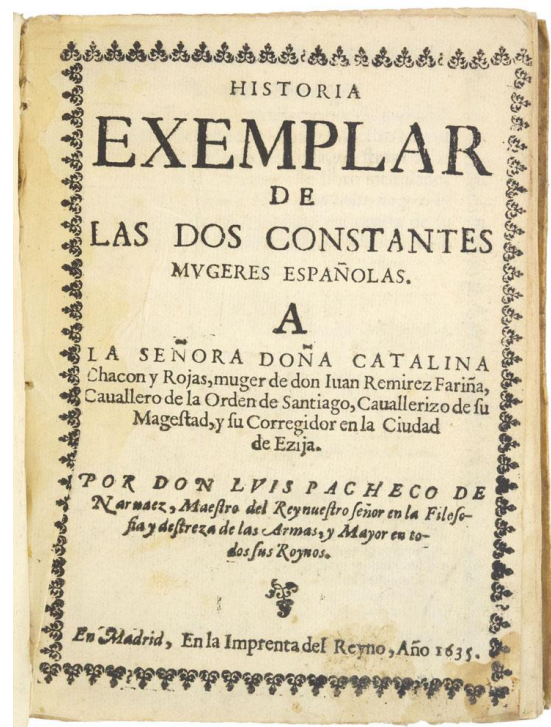 HISTORIA
EXEMPLAR
DE
LAS DOS CONSTANTES
MVGERES ESPAÑOLAS.
A
LA SEÑORA DOÑA CATALINA
Chacon y Rojas, muger de don Iuan Remirez Fariña,
Cauallero de la Orden de Santiago, Cauallerizo de ſu
Mageſtad, y ſu Corregidor en la Ciudad
de Ezija.
POR DON LVIS PACHECO DE
Naruaez, Maeſtro del Rey nueſtro ſeñor en la Filoſo-
fia y deſtreza de las Armas, y Mayor en to-
dos ſus Reynos.
En Madrid, En la Imprenta del Reyno, Año 1635.